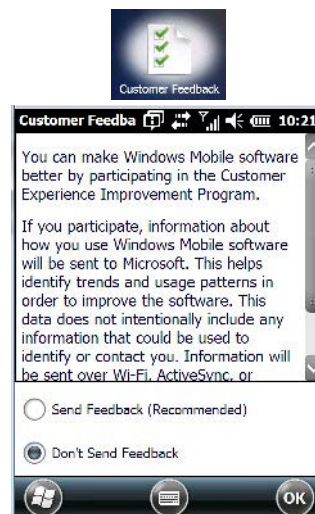 Customer Feedback
Customer Feedba 10:21
You can make Windows Mobile software
better by participating in the Customer
Experience Improvement Program.
If you participate, information about
how you use Windows Mobile software
will be sent to Microsoft. This helps
identify trends and usage patterns in
order to improve the software. This
data does not intentionally include any
information that could be used to
identify or contact you. Information will
be sent over Wi-Fi, ActiveSync, or
Send Feedback (Recommended)
Don't Send Feedback
OK